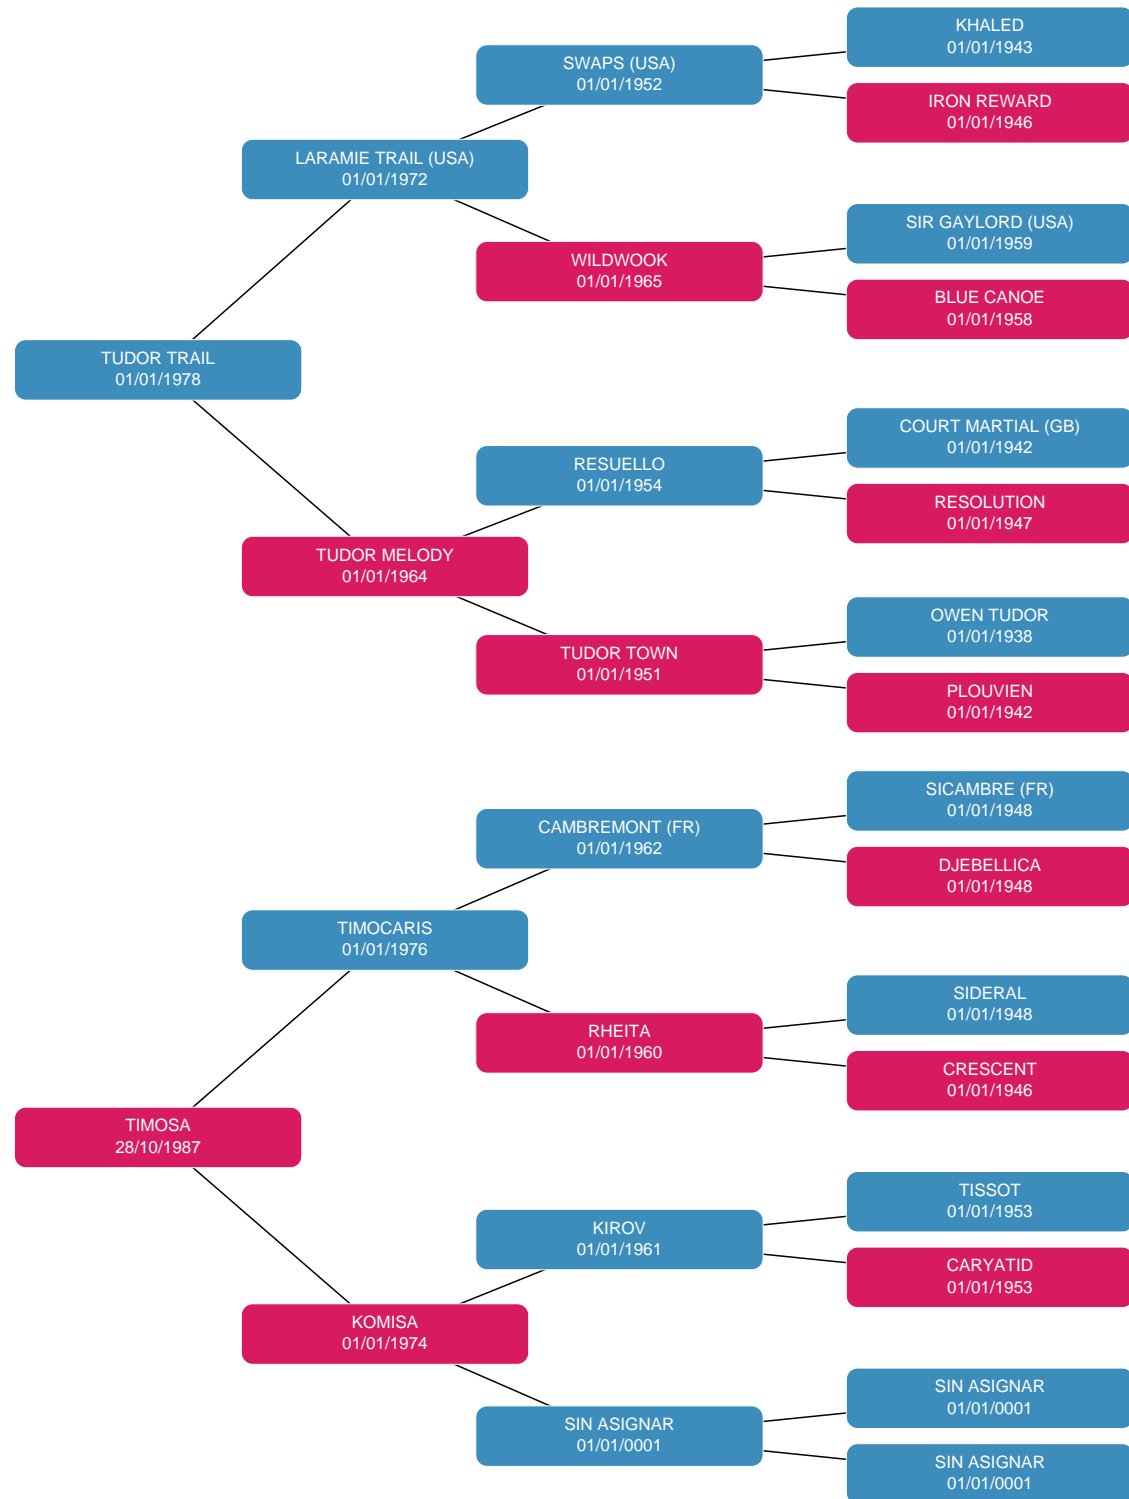 KHALED
01/01/1943
SWAPS (USA)
01/01/1952
IRON REWARD
01/01/1946
LARAMIE TRAIL (USA)
01/01/1972
SIR GAYLORD (USA)
01/01/1959
WILDWOOK
01/01/1965
BLUE CANOE
01/01/1958
TUDOR TRAIL
01/01/1978
COURT MARTIAL (GB)
01/01/1942
RESUELLO
01/01/1954
RESOLUTION
01/01/1947
TUDOR MELODY
01/01/1964
OWEN TUDOR
01/01/1938
TUDOR TOWN
01/01/1951
PLOUVIEN
01/01/1942
SICAMBRE (FR)
01/01/1948
CAMBREMONT (FR)
01/01/1962
DJEBELLICA
01/01/1948
TIMOCARIS
01/01/1976
SIDERAL
01/01/1948
RHEITA
01/01/1960
CRESCENT
01/01/1946
TIMOSA
28/10/1987
TISSOT
01/01/1953
KIROV
01/01/1961
CARYATID
01/01/1953
KOMISA
01/01/1974
SIN ASIGNAR
01/01/0001
SIN ASIGNAR
01/01/0001
SIN ASIGNAR
01/01/0001